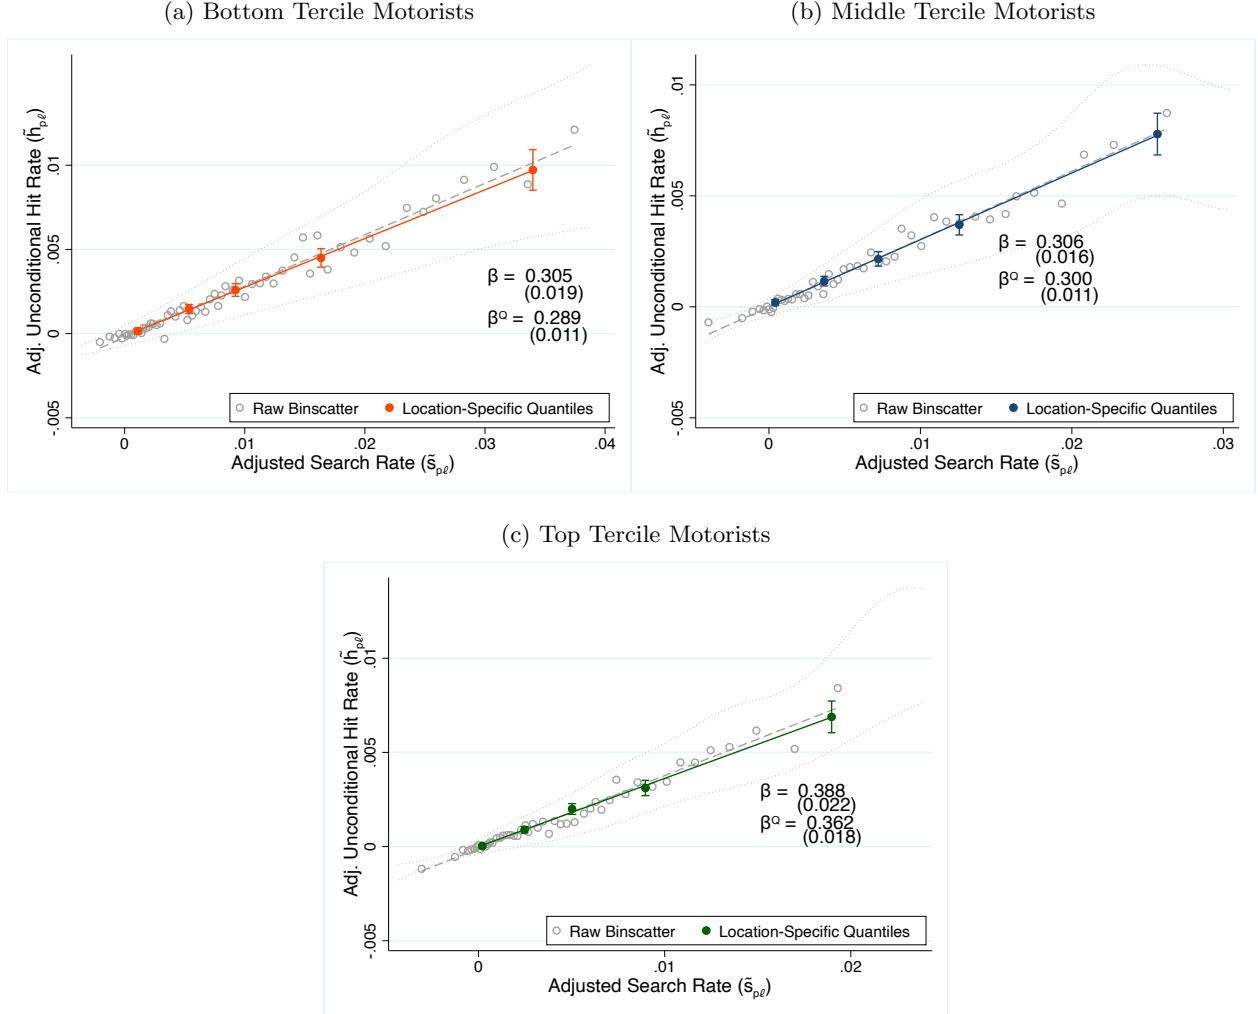 (a) Bottom Tercile Motorists
Adj. Unconditional Hit Rate (h̃pℓ)
.01
.005
0
-.005
β = 0.305
(0.019)
βQ = 0.289
(0.011)
Raw Binscatter
Location-Specific Quantiles
0 .01 .02 .03 .04
Adjusted Search Rate (s̃pℓ)
(b) Middle Tercile Motorists
Adj. Unconditional Hit Rate (h̃pℓ)
.01
.005
0
-.005
β = 0.306
(0.016)
βQ = 0.300
(0.011)
Raw Binscatter
Location-Specific Quantiles
0 .01 .02 .03
Adjusted Search Rate (s̃pℓ)
(c) Top Tercile Motorists
Adj. Unconditional Hit Rate (h̃pℓ)
.01
.005
0
-.005
β = 0.388
(0.022)
βQ = 0.362
(0.018)
Raw Binscatter
Location-Specific Quantiles
0 .01 .02
Adjusted Search Rate (s̃pℓ)